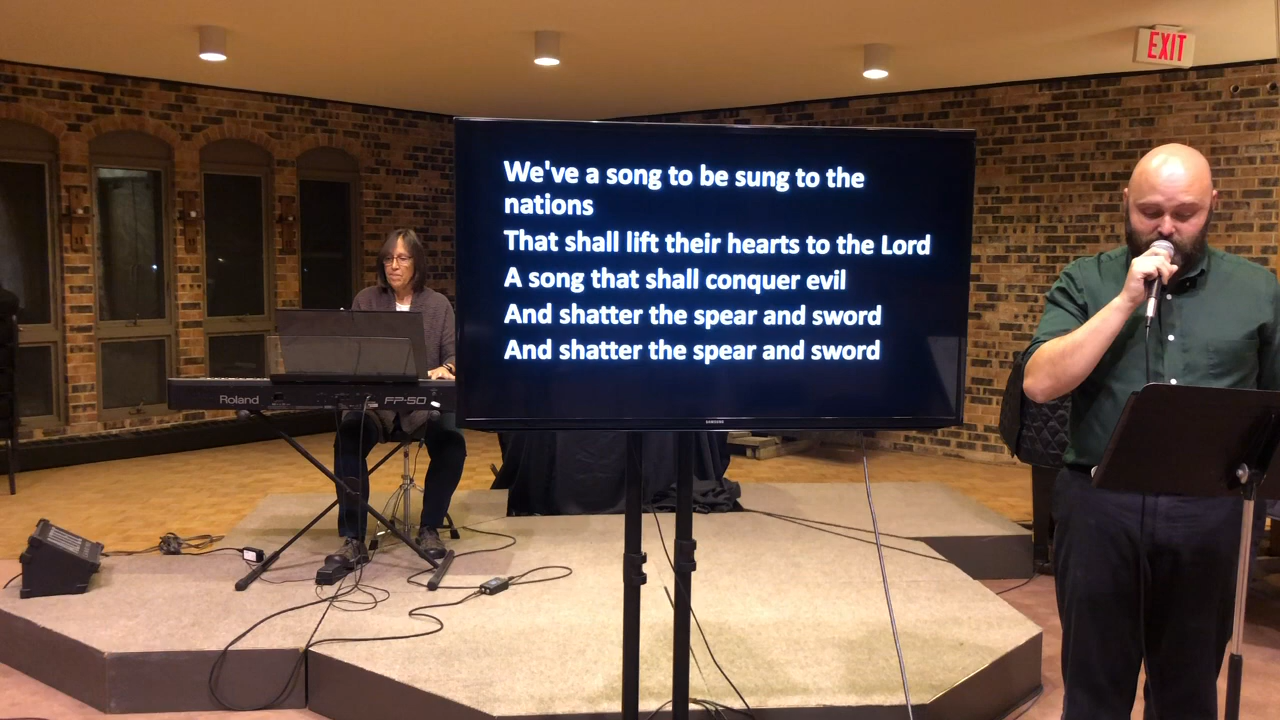 EXIT
We've a song to be sung to the
nations
That shall lift their hearts to the Lord
A song that shall conquer evil
And shatter the spear and sword
And shatter the spear and sword
Roland
FP-50
SAMSUNG